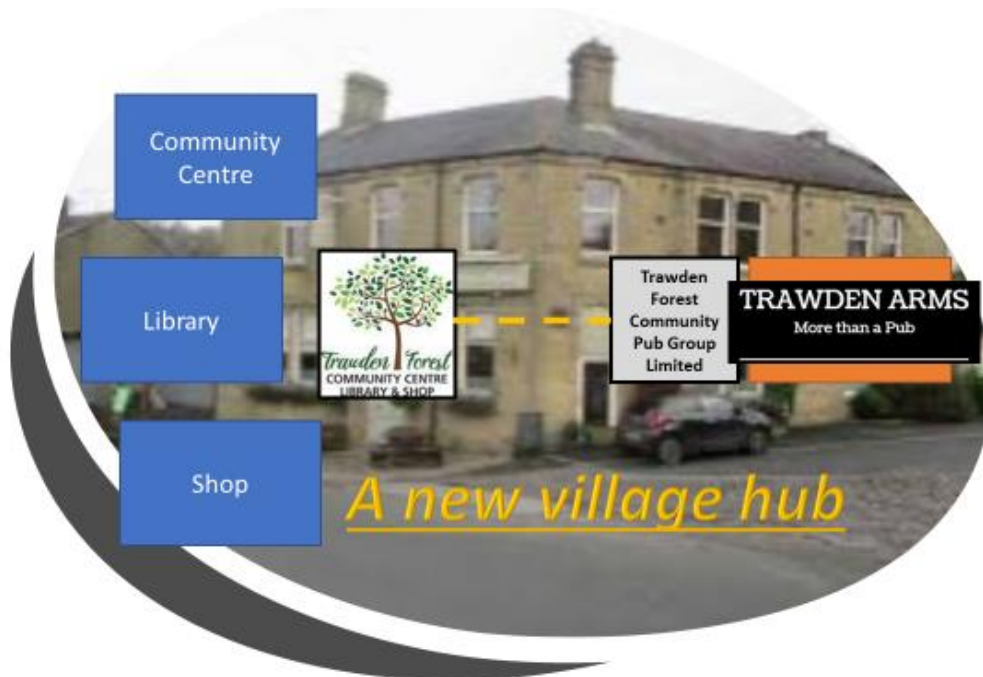 Community
Centre
Library
Shop
Trawden Forest
COMMUNITY CENTRE
LIBRARY & SHOP
Trawden
Forest
Community
Pub Group
Limited
TRAWDEN ARMS
More than a Pub
A new village hub